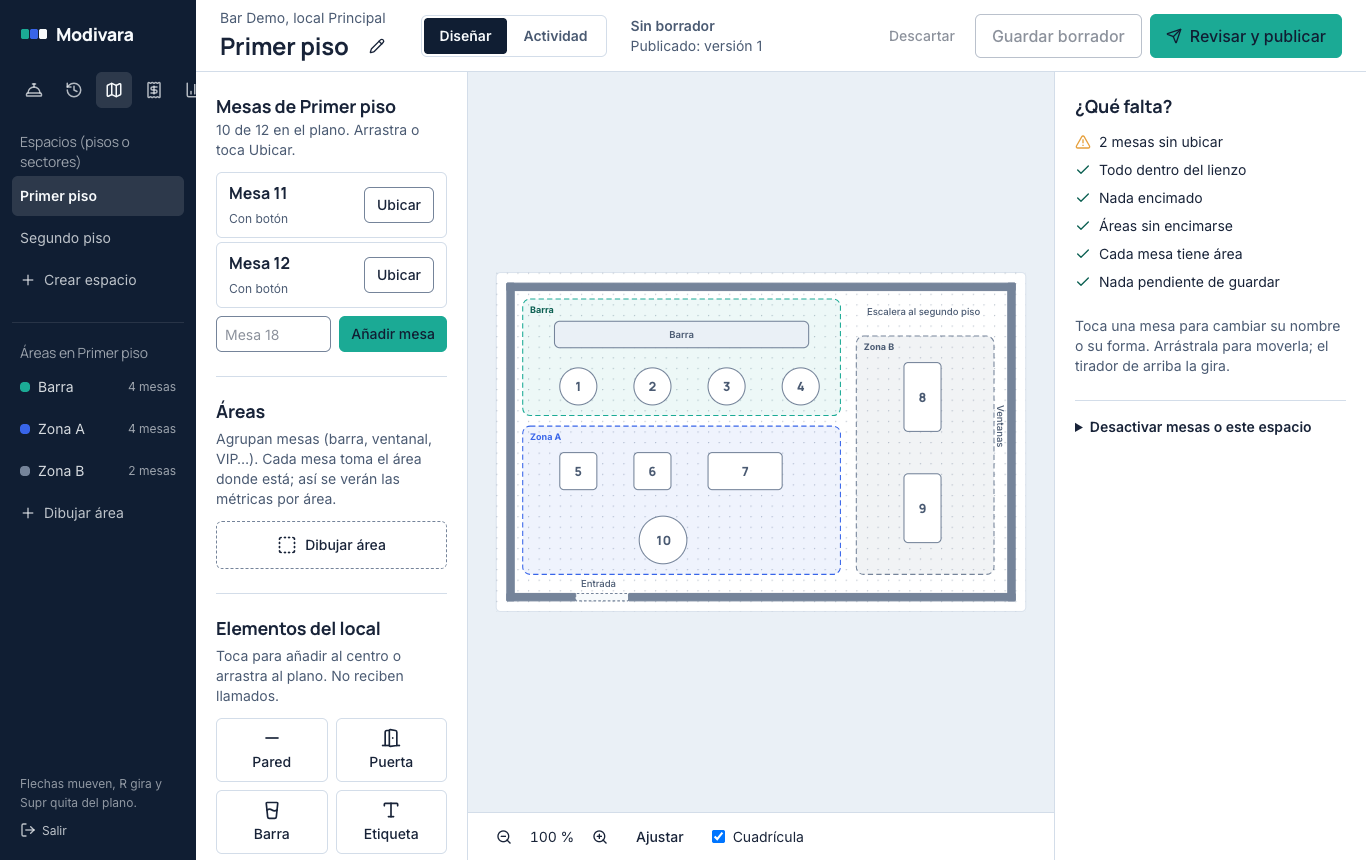 Modivara
Espacios (pisos o
sectores)
Primer piso
Segundo piso
Crear espacio
Áreas en Primer piso
Barra 4 mesas
Zona A 4 mesas
Zona B 2 mesas
Dibujar área
Flechas mueven, R gira y
Supr quita del plano.
Salir
Bar Demo, local Principal
Primer piso
Diseñar
Actividad
Sin borrador
Publicado: versión 1
Descartar
Guardar borrador
Revisar y publicar
Mesas de Primer piso
10 de 12 en el plano. Arrastra o
toca Ubicar.
Mesa 11
Con botón
Ubicar
Mesa 12
Con botón
Ubicar
Mesa 18
Añadir mesa
Áreas
Agrupan mesas (barra, ventanal,
VIP...). Cada mesa toma el área
donde está; así se verán las
métricas por área.
Dibujar área
Elementos del local
Toca para añadir al centro o
arrastra al plano. No reciben
llamados.
Pared
Puerta
Barra
Etiqueta
Barra
Barra
1
2
3
4
Escalera al segundo piso
Zona B
8
Ventanas
9
Zona A
5
6
7
10
Entrada
100 %
Ajustar
Cuadrícula
¿Qué falta?
2 mesas sin ubicar
Todo dentro del lienzo
Nada encimado
Áreas sin encimarse
Cada mesa tiene área
Nada pendiente de guardar
Toca una mesa para cambiar su nombre
o su forma. Arrástrala para moverla; el
tirador de arriba la gira.
Desactivar mesas o este espacio